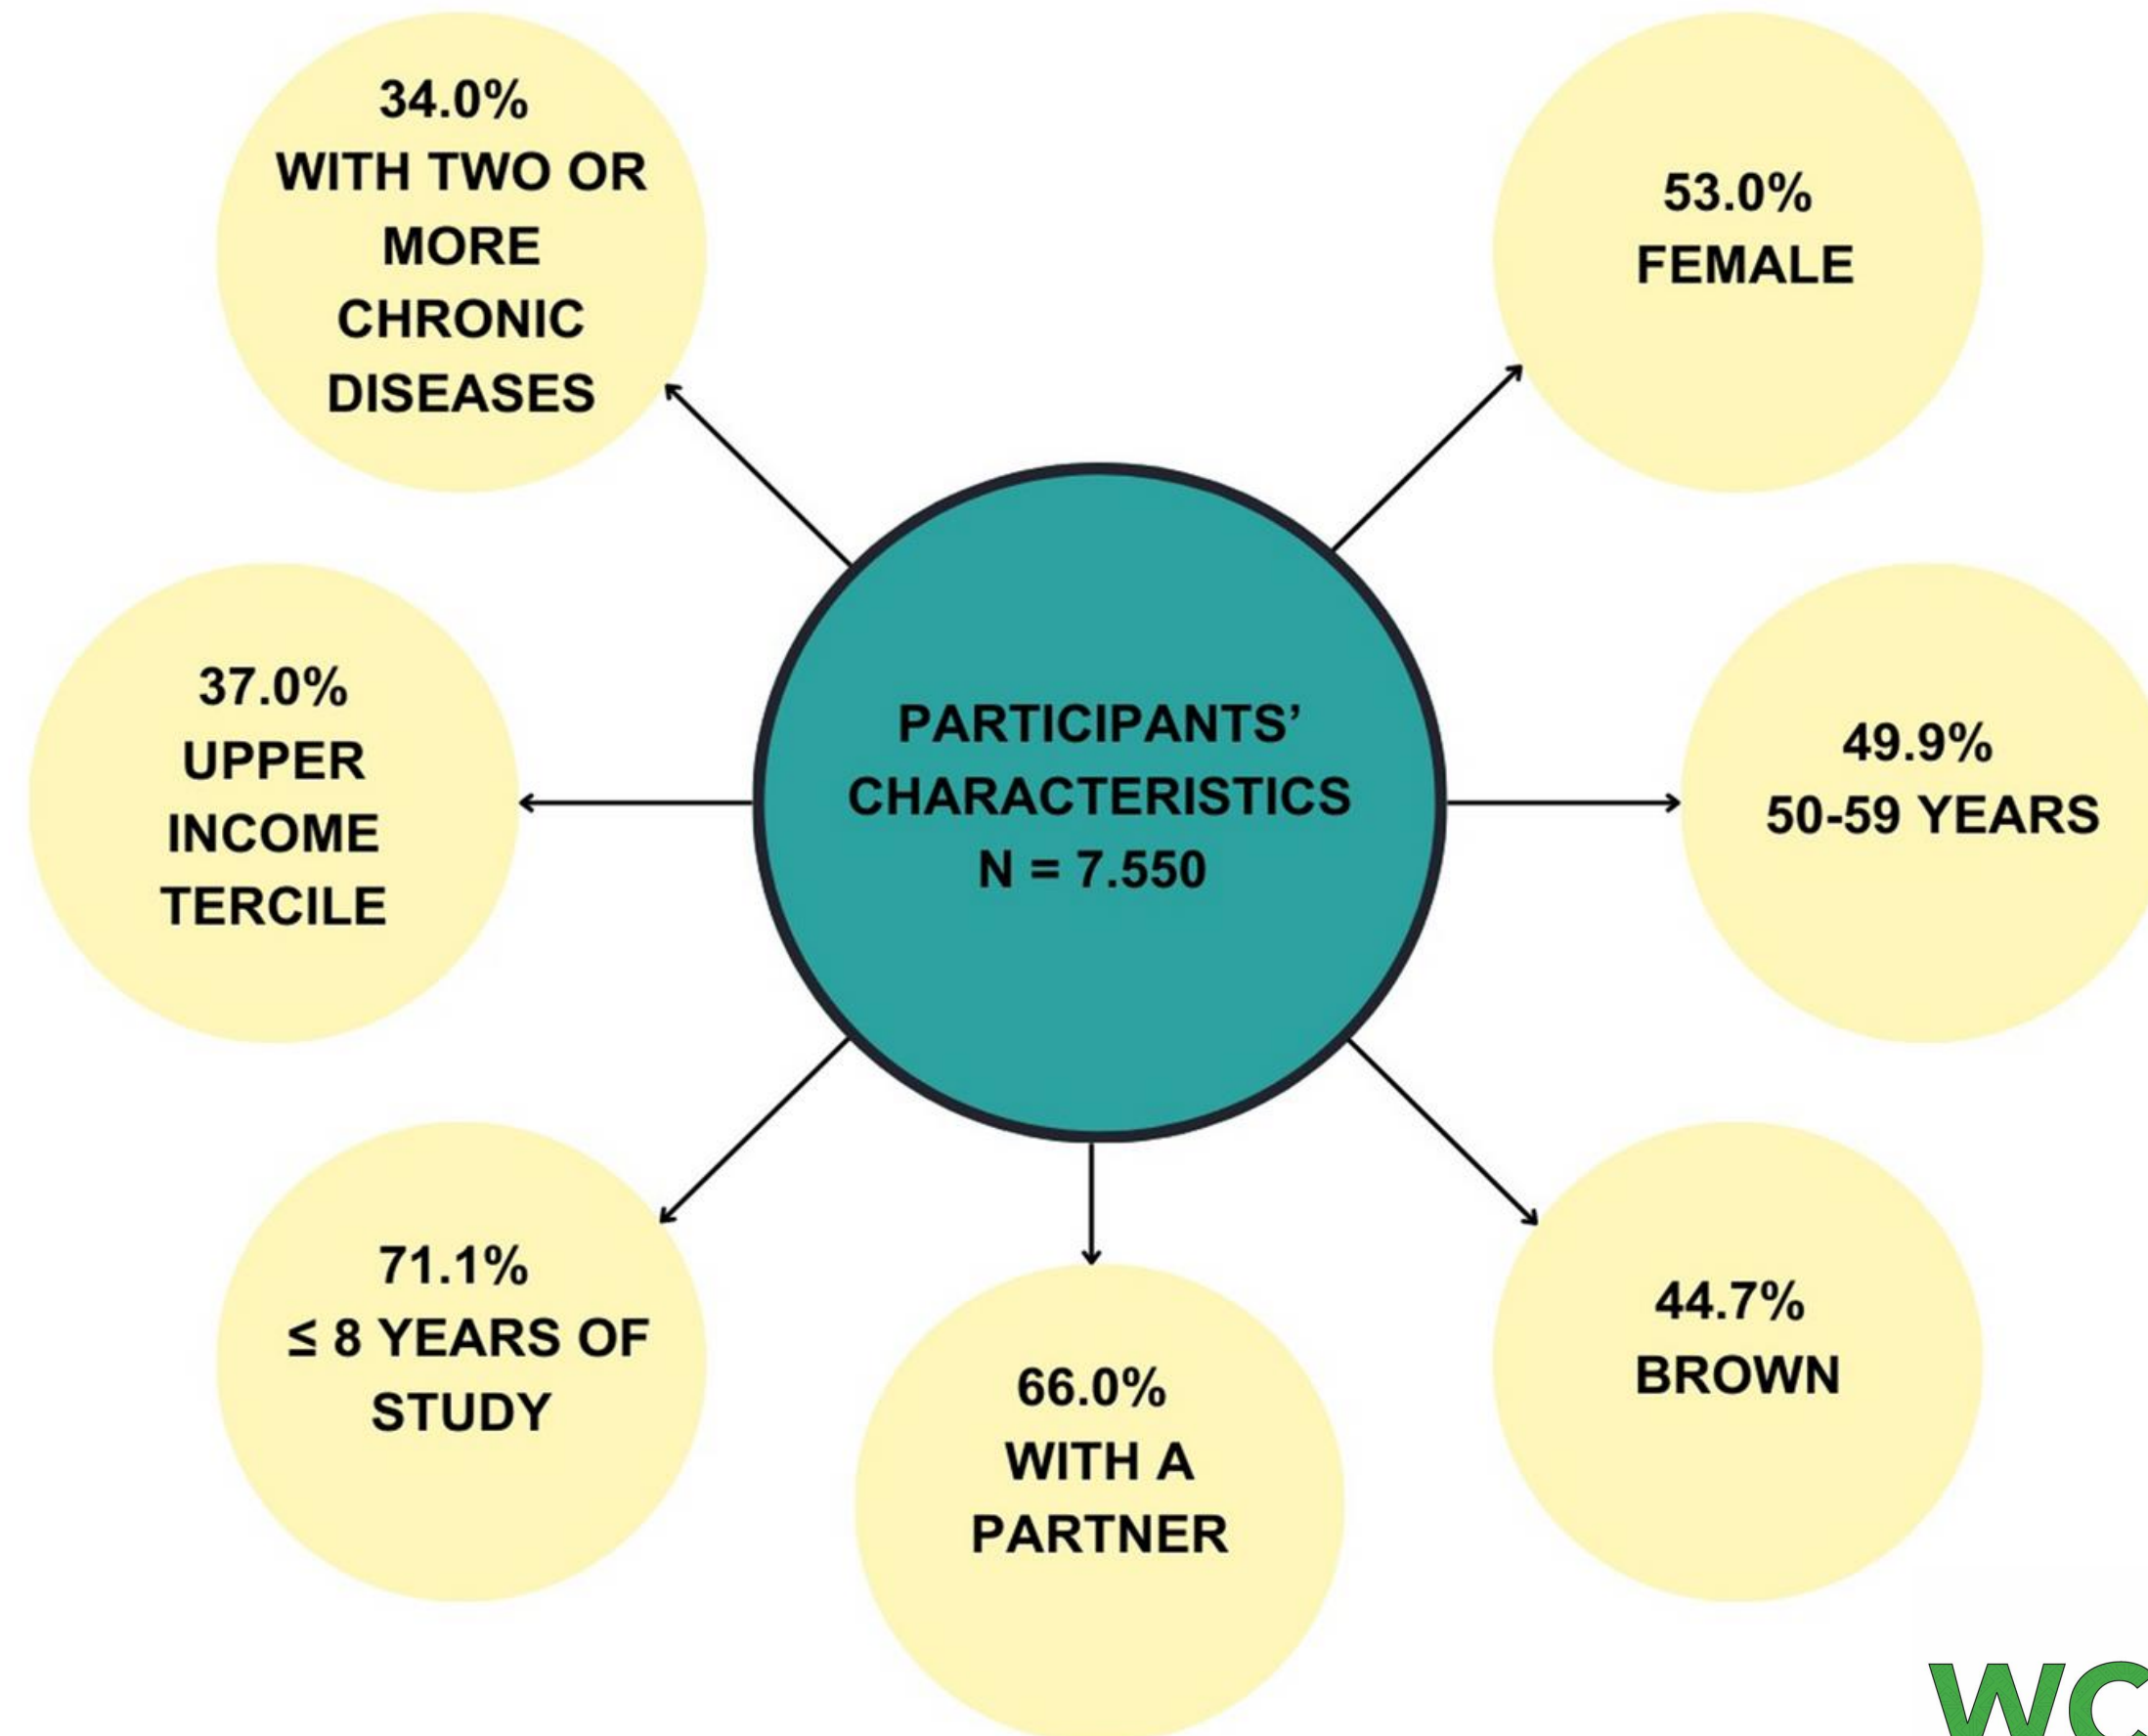 34.0%
WITH TWO OR
MORE
CHRONIC
DISEASES
53.0%
FEMALE
37.0%
UPPER
INCOME
TERCILE
PARTICIPANTS’
CHARACTERISTICS
N = 7.550
49.9%
50-59 YEARS
71.1%
≤ 8 YEARS OF
STUDY
66.0%
WITH A
PARTNER
44.7%
BROWN
WC